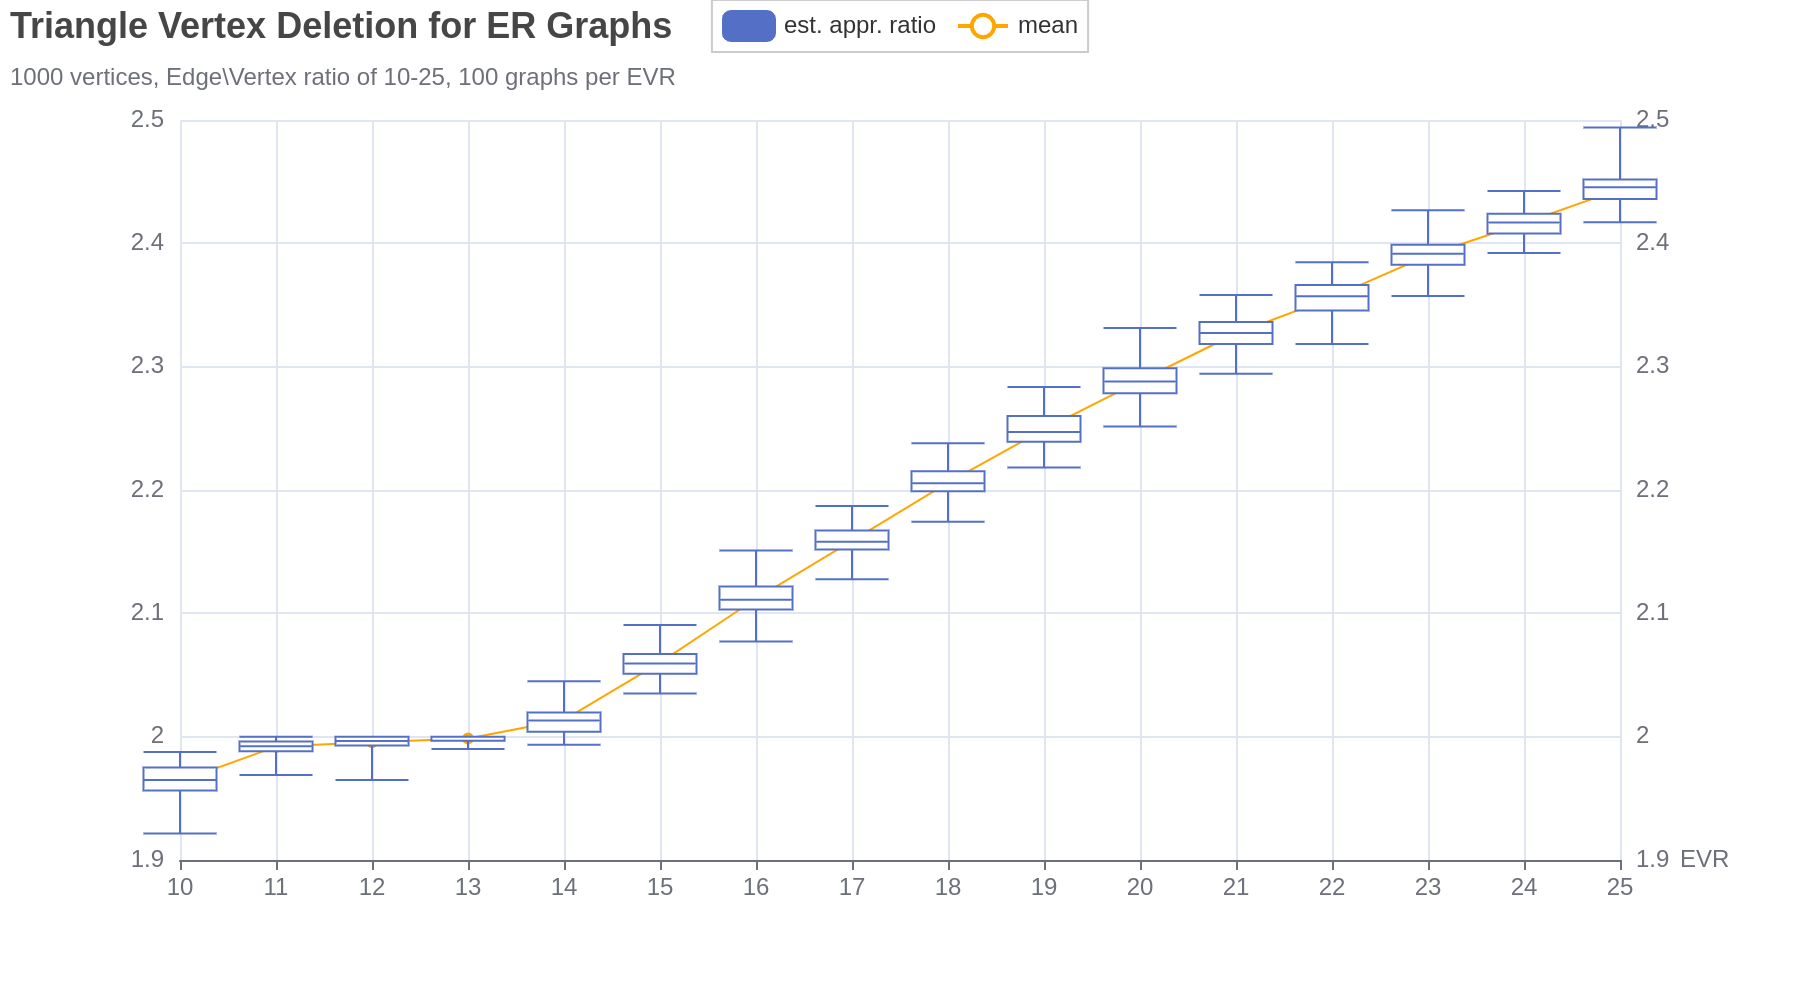 Triangle Vertex Deletion for ER Graphs
est. appr. ratio mean
1000 vertices, Edge\Vertex ratio of 10-25, 100 graphs per EVR
2.5 2.5
2.4 2.4
2.3 2.3
2.2 2.2
2.1 2.1
2 2
1.9 1.9 EVR
10 11 12 13 14 15 16 17 18 19 20 21 22 23 24 25